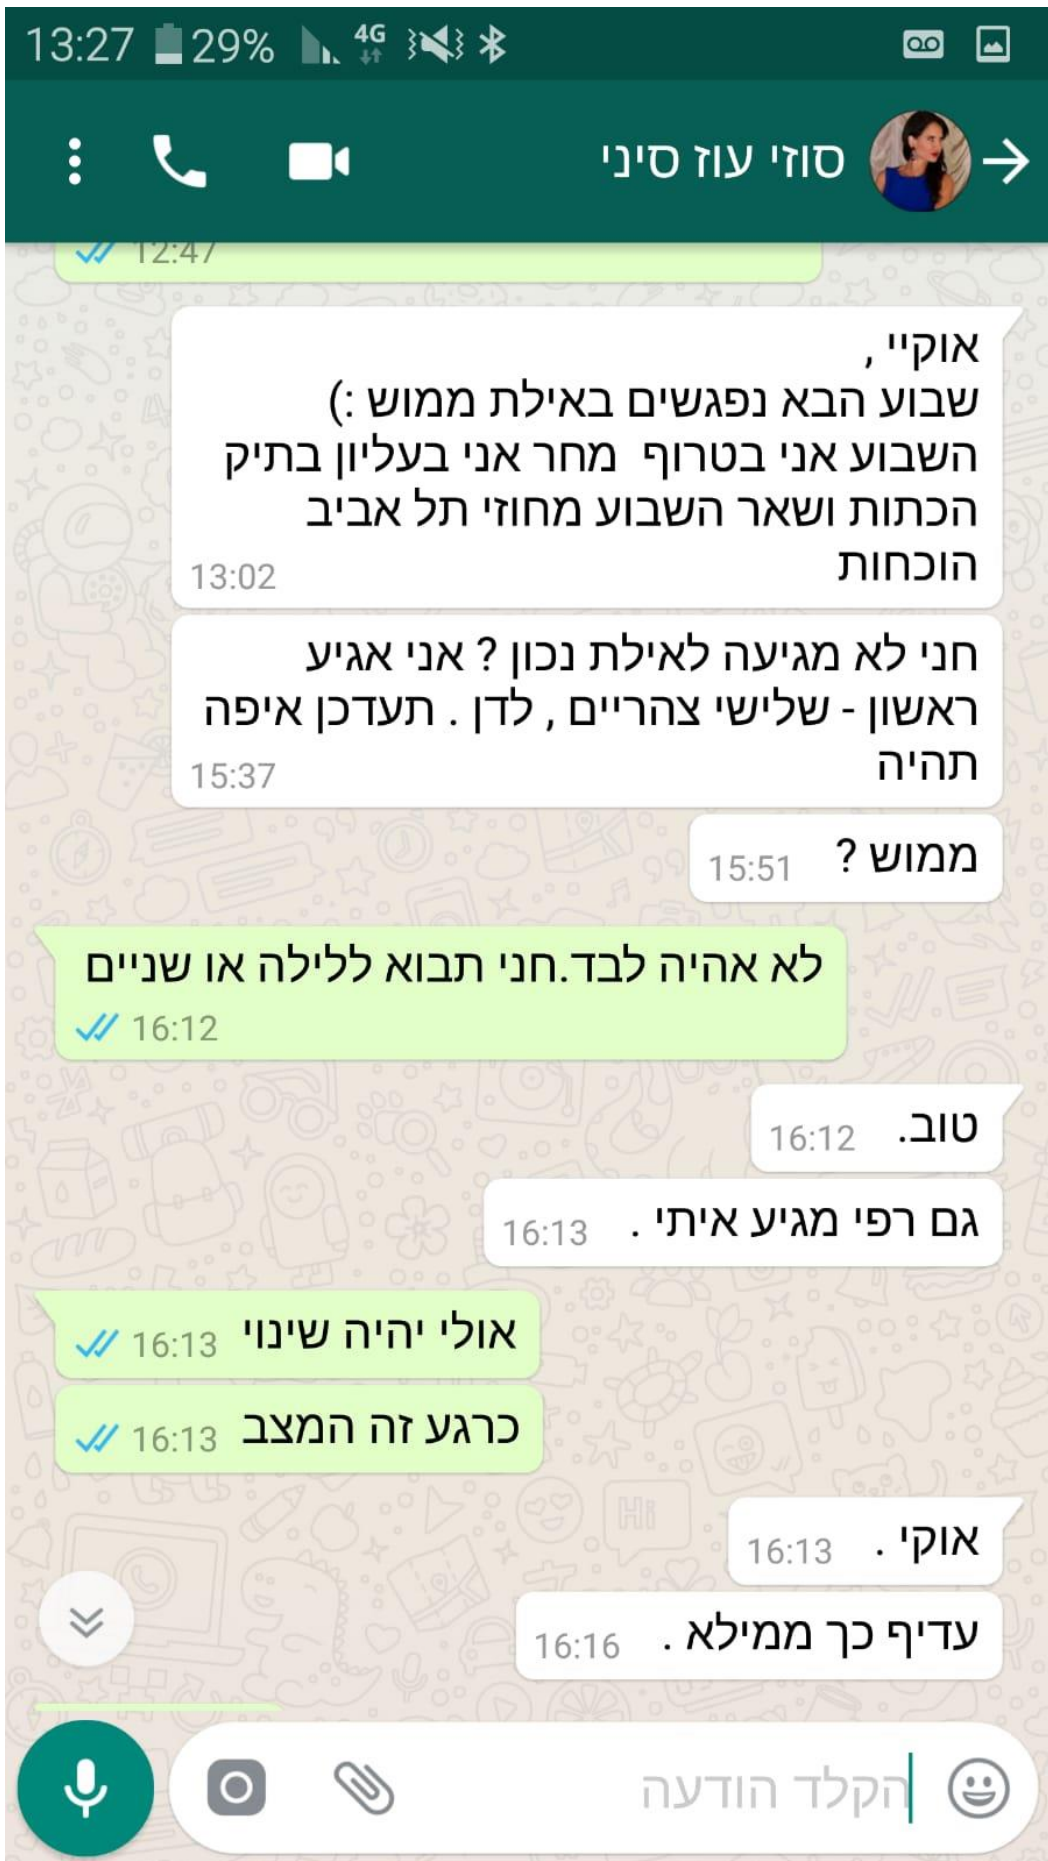 13:27 29% 4G
סוזי עוז סיני
12:47
אוקיי ,
שבוע הבא נפגשים באילת ממוש :)
השבוע אני בטרוף  מחר אני בעליון בתיק
הכתות ושאר השבוע מחוזי תל אביב
הוכחות
13:02
חני לא מגיעה לאילת נכון ? אני אגיע
ראשון - שלישי צהריים , לדן . תעדכן איפה
תהיה
15:37
ממוש ? 15:51
לא אהיה לבד.חני תבוא ללילה או שניים
16:12
טוב. 16:12
גם רפי מגיע איתי . 16:13
אולי יהיה שינוי 16:13
כרגע זה המצב 16:13
אוקי . 16:13
עדיף כך ממילא . 16:16
הקלד הודעה